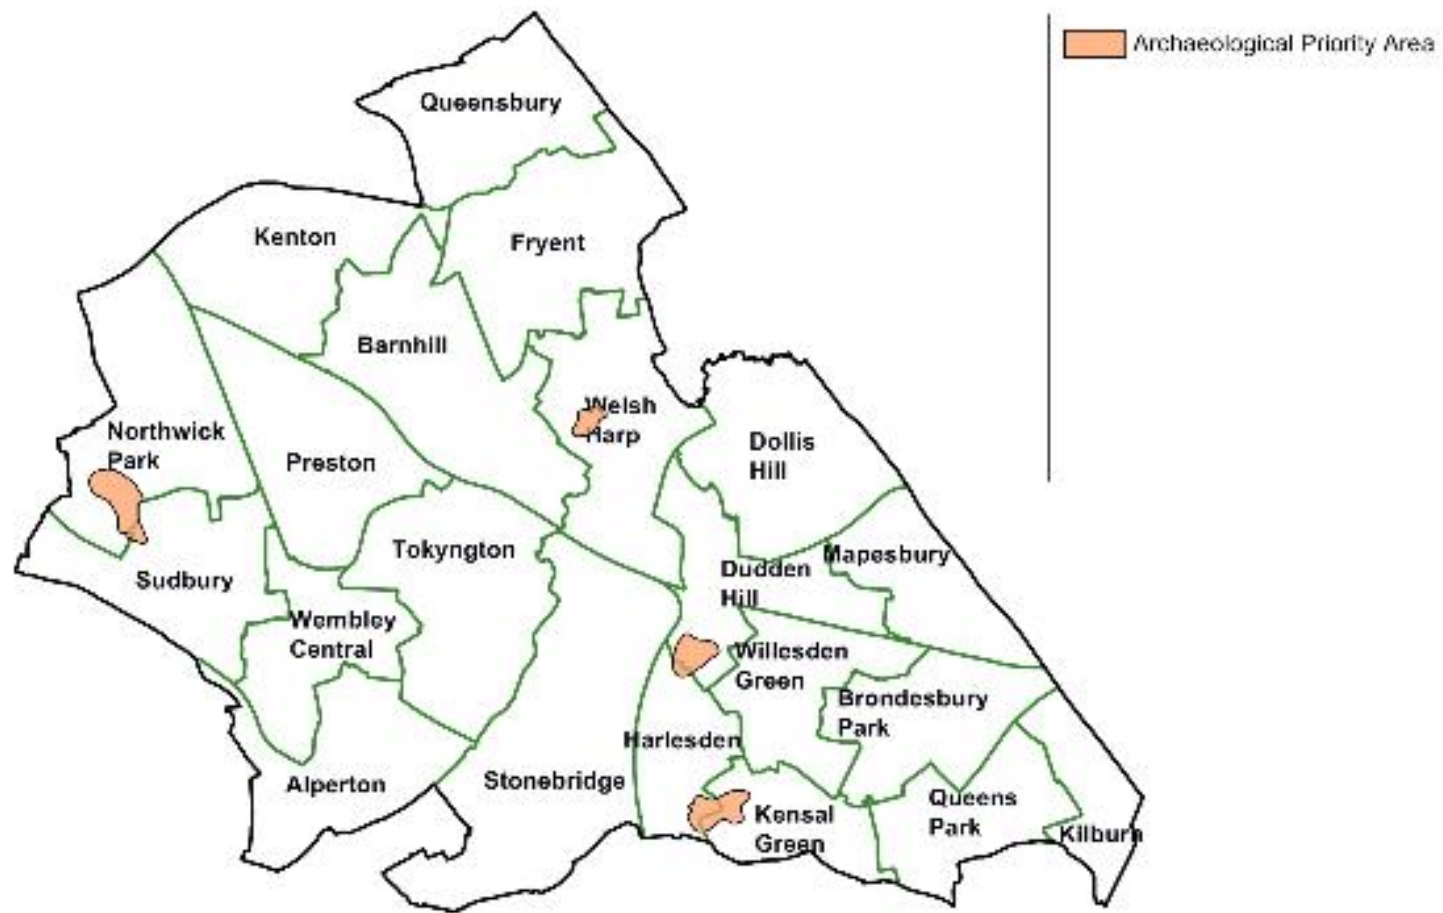 Archaeological Priority Area
Queensbury
Kenton
Fryent
Barnhill
Welsh
Harp
Northwick
Park
Preston
Dollis
Hill
Tokyngton
Mapesbury
Sudbury
Dudden
Hill
Wembley
Central
Willesden
Green
Brondesbury
Park
Harlesden
Alperton
Stonebridge
Kensal
Green
Queens
Park
Kilburn